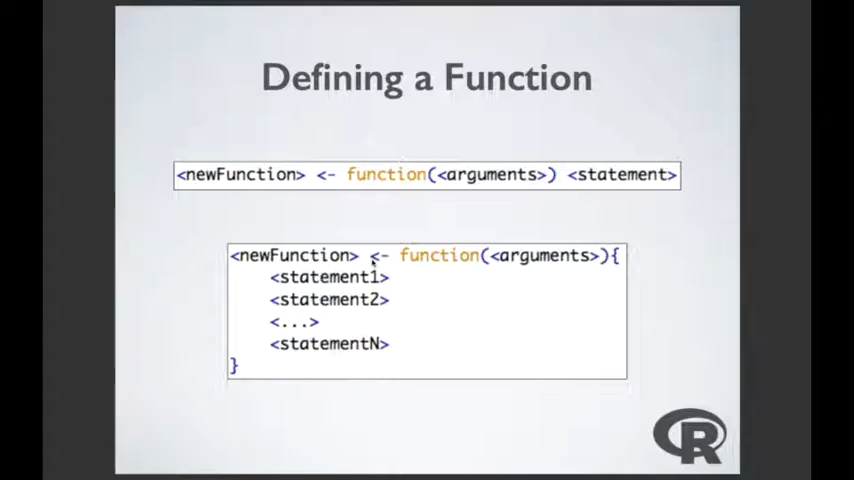 Defining a Function
<newFunction> <- function(<arguments>) <statement>
<newFunction> <- function(<arguments>){
<statement1>
<statement2>
<...>
<statementN>
}
R